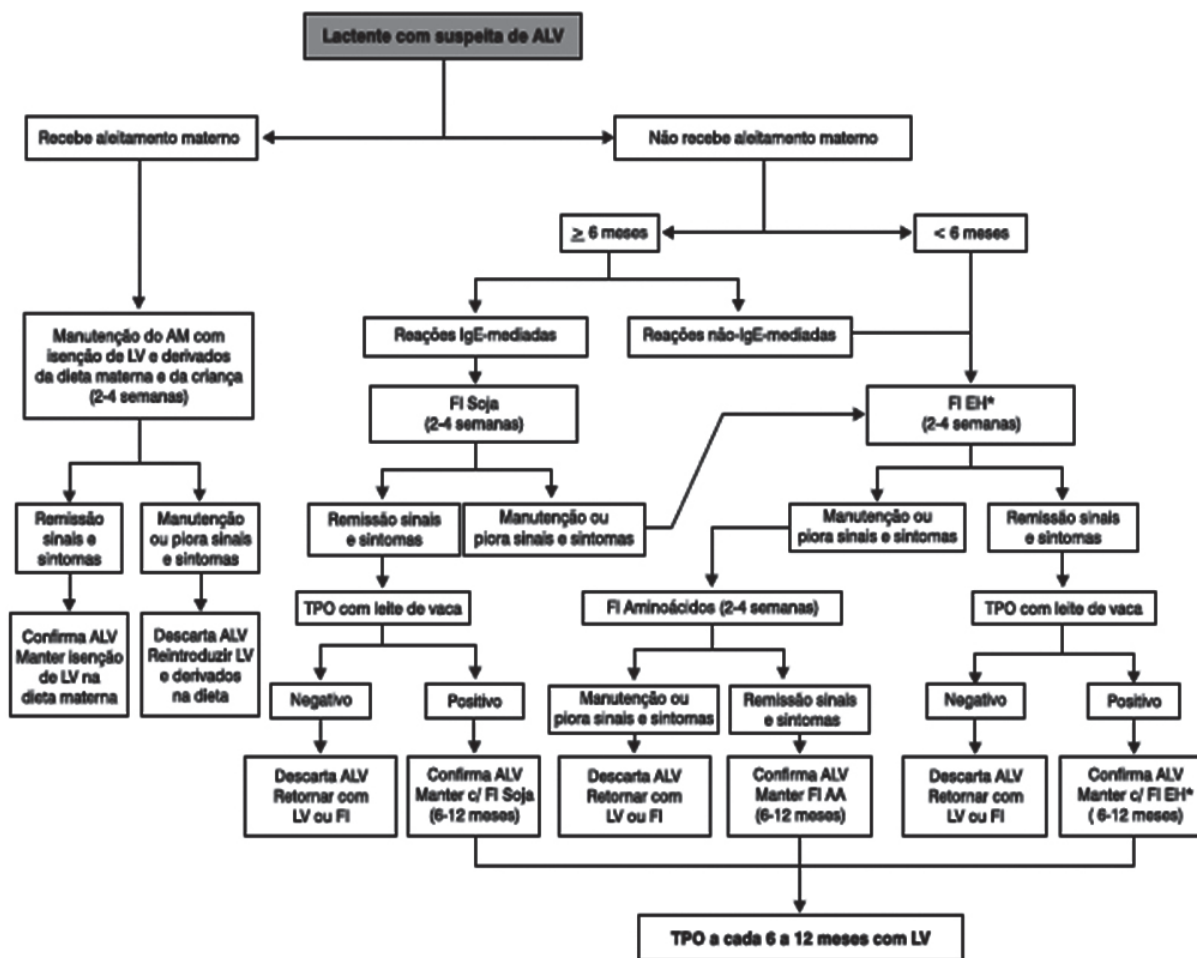 Lactente com suspeita de ALV
Recebe aleitamento materno
Não recebe aleitamento materno
≥ 6 meses
< 6 meses
Manutenção do AM com
isenção de LV e derivados
da dieta materna e da criança
(2-4 semanas)
Reações IgE-mediadas
Reações não-IgE-mediadas
FI Soja
(2-4 semanas)
FI EH*
(2-4 semanas)
Remissão
sinais e
sintomas
Manutenção
ou piora sinais
e sintomas
Remissão sinais
e sintomas
Manutenção ou
piora sinais e sintomas
Manutenção ou
piora sinais e sintomas
Remissão sinais
e sintomas
Confirma ALV
Manter isenção
de LV na
dieta materna
Descarta ALV
Reintroduzir LV
e derivados
na dieta
TPO com leite de vaca
FI Aminoácidos (2-4 semanas)
TPO com leite de vaca
Negativo
Positivo
Manutenção ou
piora sinais e sintomas
Remissão sinais
e sintomas
Negativo
Positivo
Descarta ALV
Retornar com
LV ou FI
Confirma ALV
Manter c/ FI Soja
(6-12 meses)
Descarta ALV
Retornar com
LV ou FI
Confirma ALV
Manter FI AA
(6-12 meses)
Descarta ALV
Retornar com
LV ou FI
Confirma ALV
Manter c/ FI EH*
( 6-12 meses)
TPO a cada 6 a 12 meses com LV